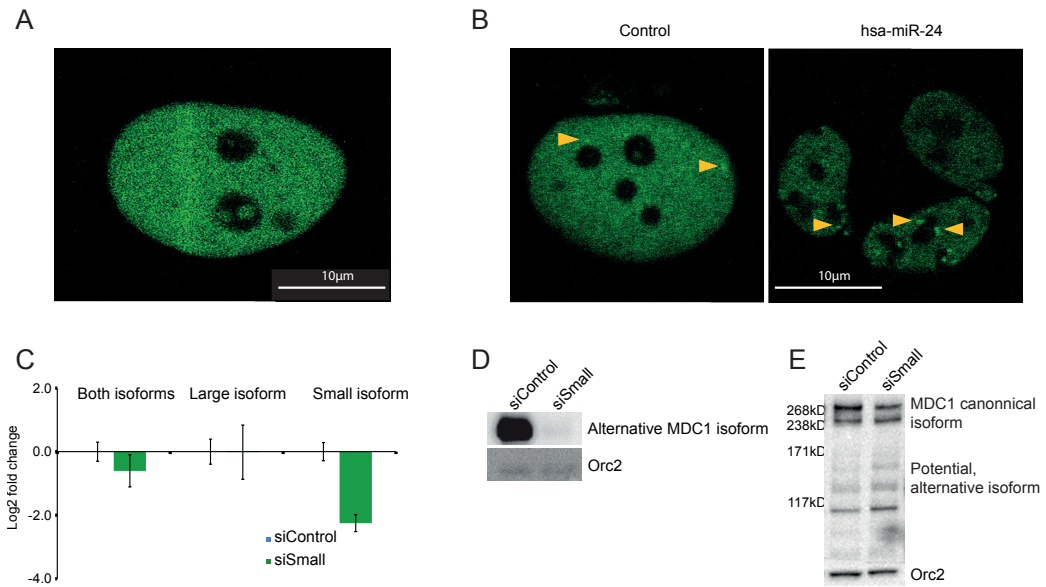 A
10µm
B
Control
hsa-miR-24
10µm
C
Both isoforms
Large isoform
Small isoform
Log2 fold change
2.0
0.0
-2.0
-4.0
siControl
siSmall
D
siControl
siSmall
Alternative MDC1 isoform
Orc2
E
siControl
siSmall
268kD
238kD
171kD
117kD
MDC1 canonnical
isoform
Potential,
alternative isoform
Orc2